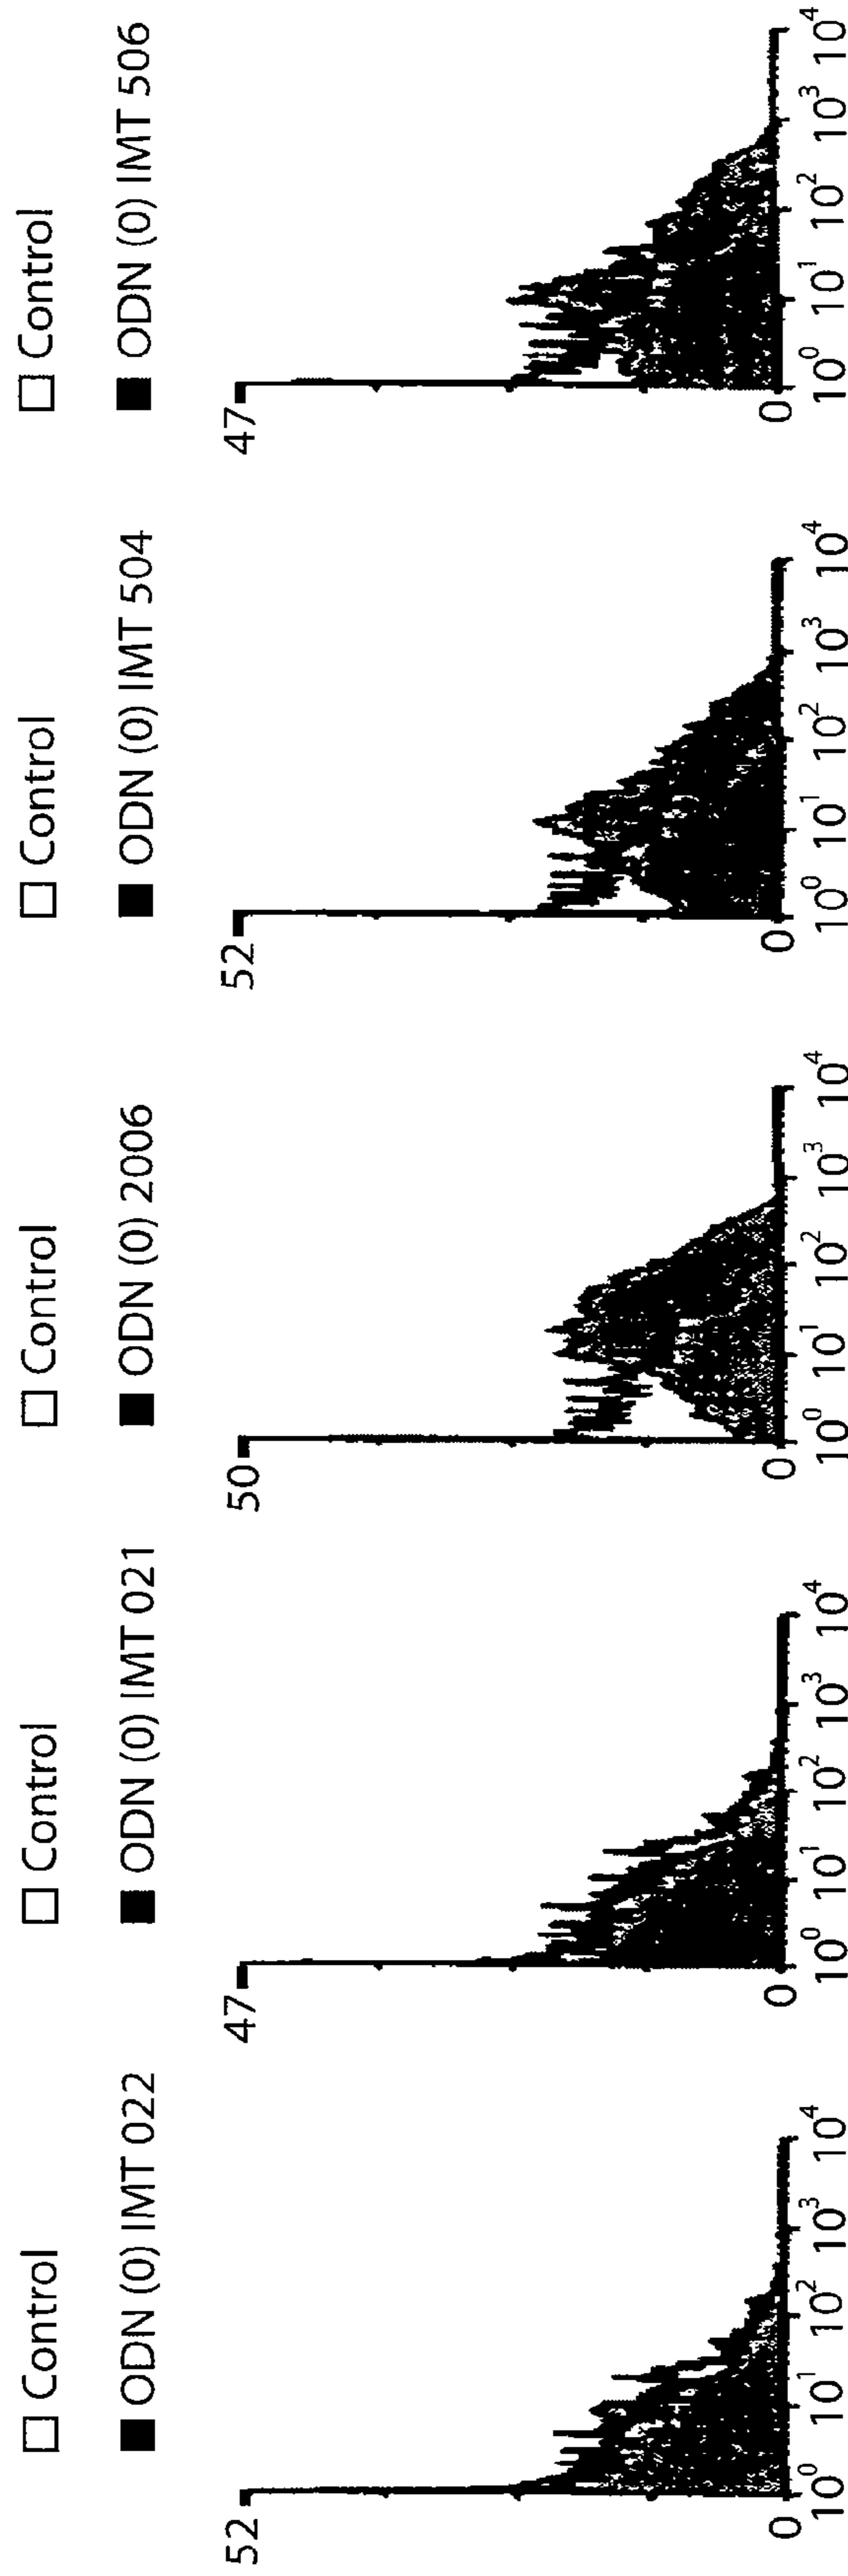 Control
ODN (0) IMT 022
52
0
10⁰ 10¹ 10² 10³ 10⁴
Control
ODN (0) IMT 021
47
0
10⁰ 10¹ 10² 10³ 10⁴
Control
ODN (0) 2006
50
0
10⁰ 10¹ 10² 10³ 10⁴
Control
ODN (0) IMT 504
52
0
10⁰ 10¹ 10² 10³ 10⁴
Control
ODN (0) IMT 506
47
0
10⁰ 10¹ 10² 10³ 10⁴